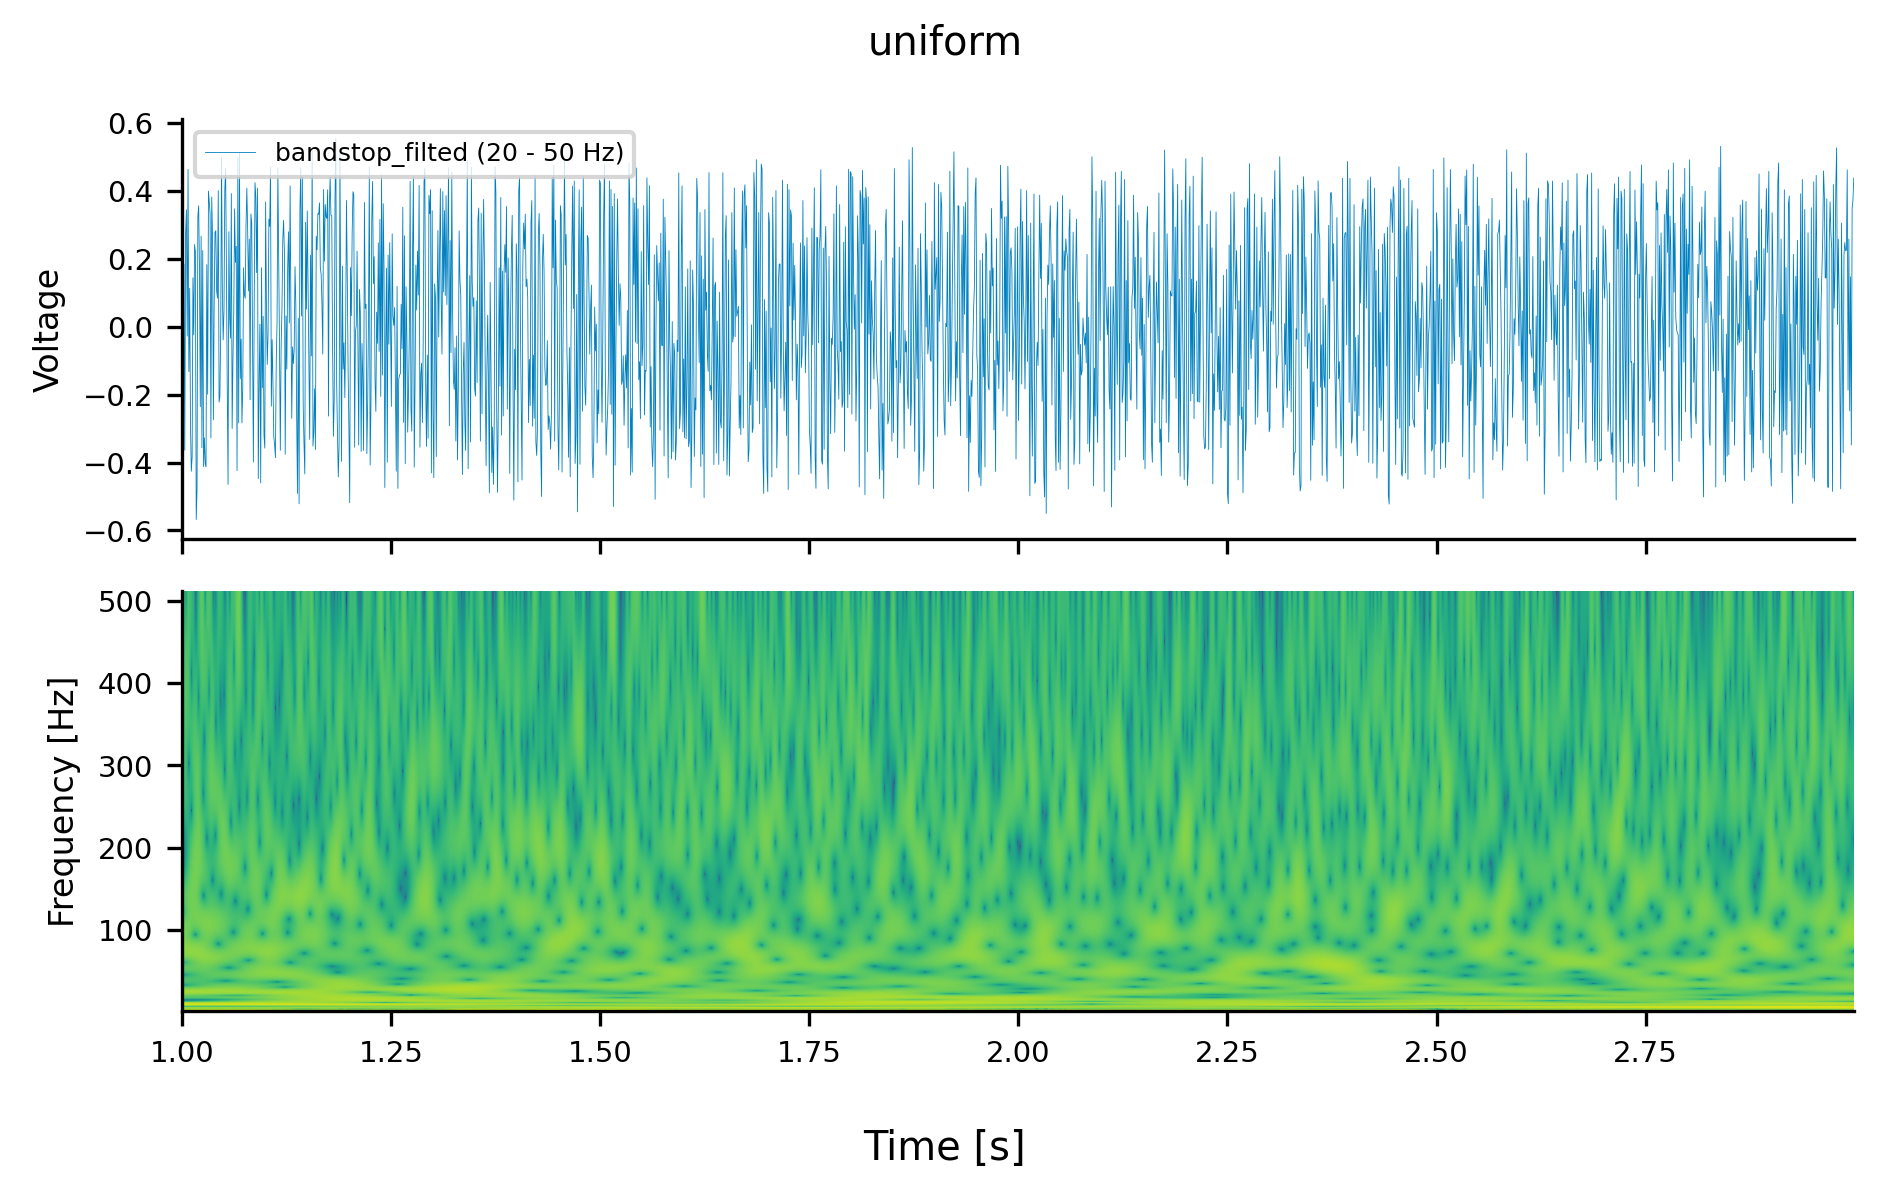 uniform
bandstop_filted (20 - 50 Hz)
Voltage
0.6
0.4
0.2
0.0
−0.2
−0.4
−0.6
Frequency [Hz]
500
400
300
200
100
1.00 1.25 1.50 1.75 2.00 2.25 2.50 2.75
Time [s]